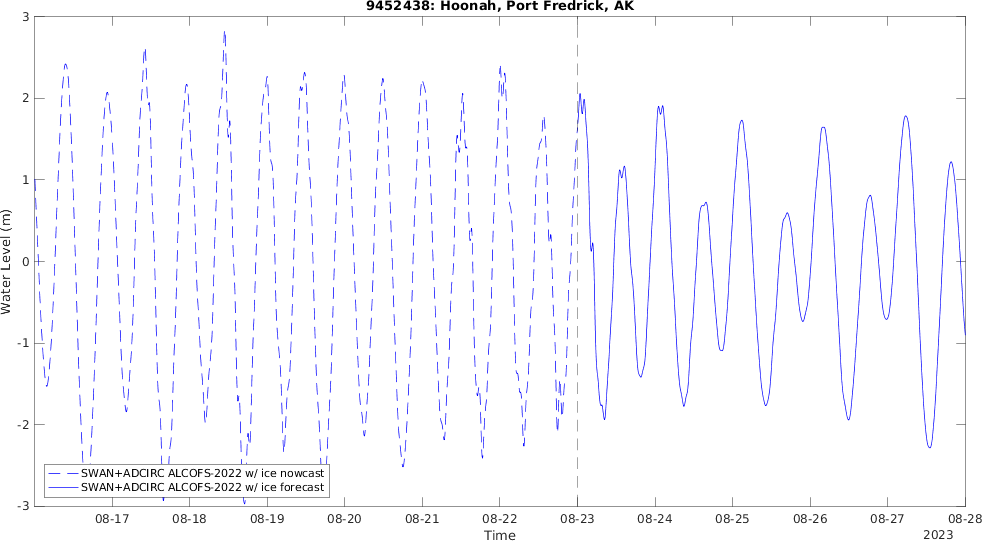 9452438: Hoonah, Port Fredrick, AK
Water Level (m)
3
2
1
0
-1
-2
-3
SWAN+ADCIRC ALCOFS-2022 w/ ice nowcast
SWAN+ADCIRC ALCOFS-2022 w/ ice forecast
08-17 08-18 08-19 08-20 08-21 08-22 08-23 08-24 08-25 08-26 08-27 08-28
Time
2023